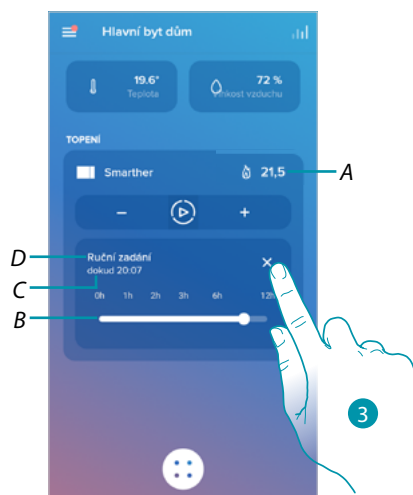 Hlavní byt dům
19.6° 72 %
Teplota Vlhkost vzduchu
TOPENÍ
Smarther 21,5 A
− +
D Ruční zadání
C dokud 20:07
0h 1h 2h 3h 6h 12h
B
3